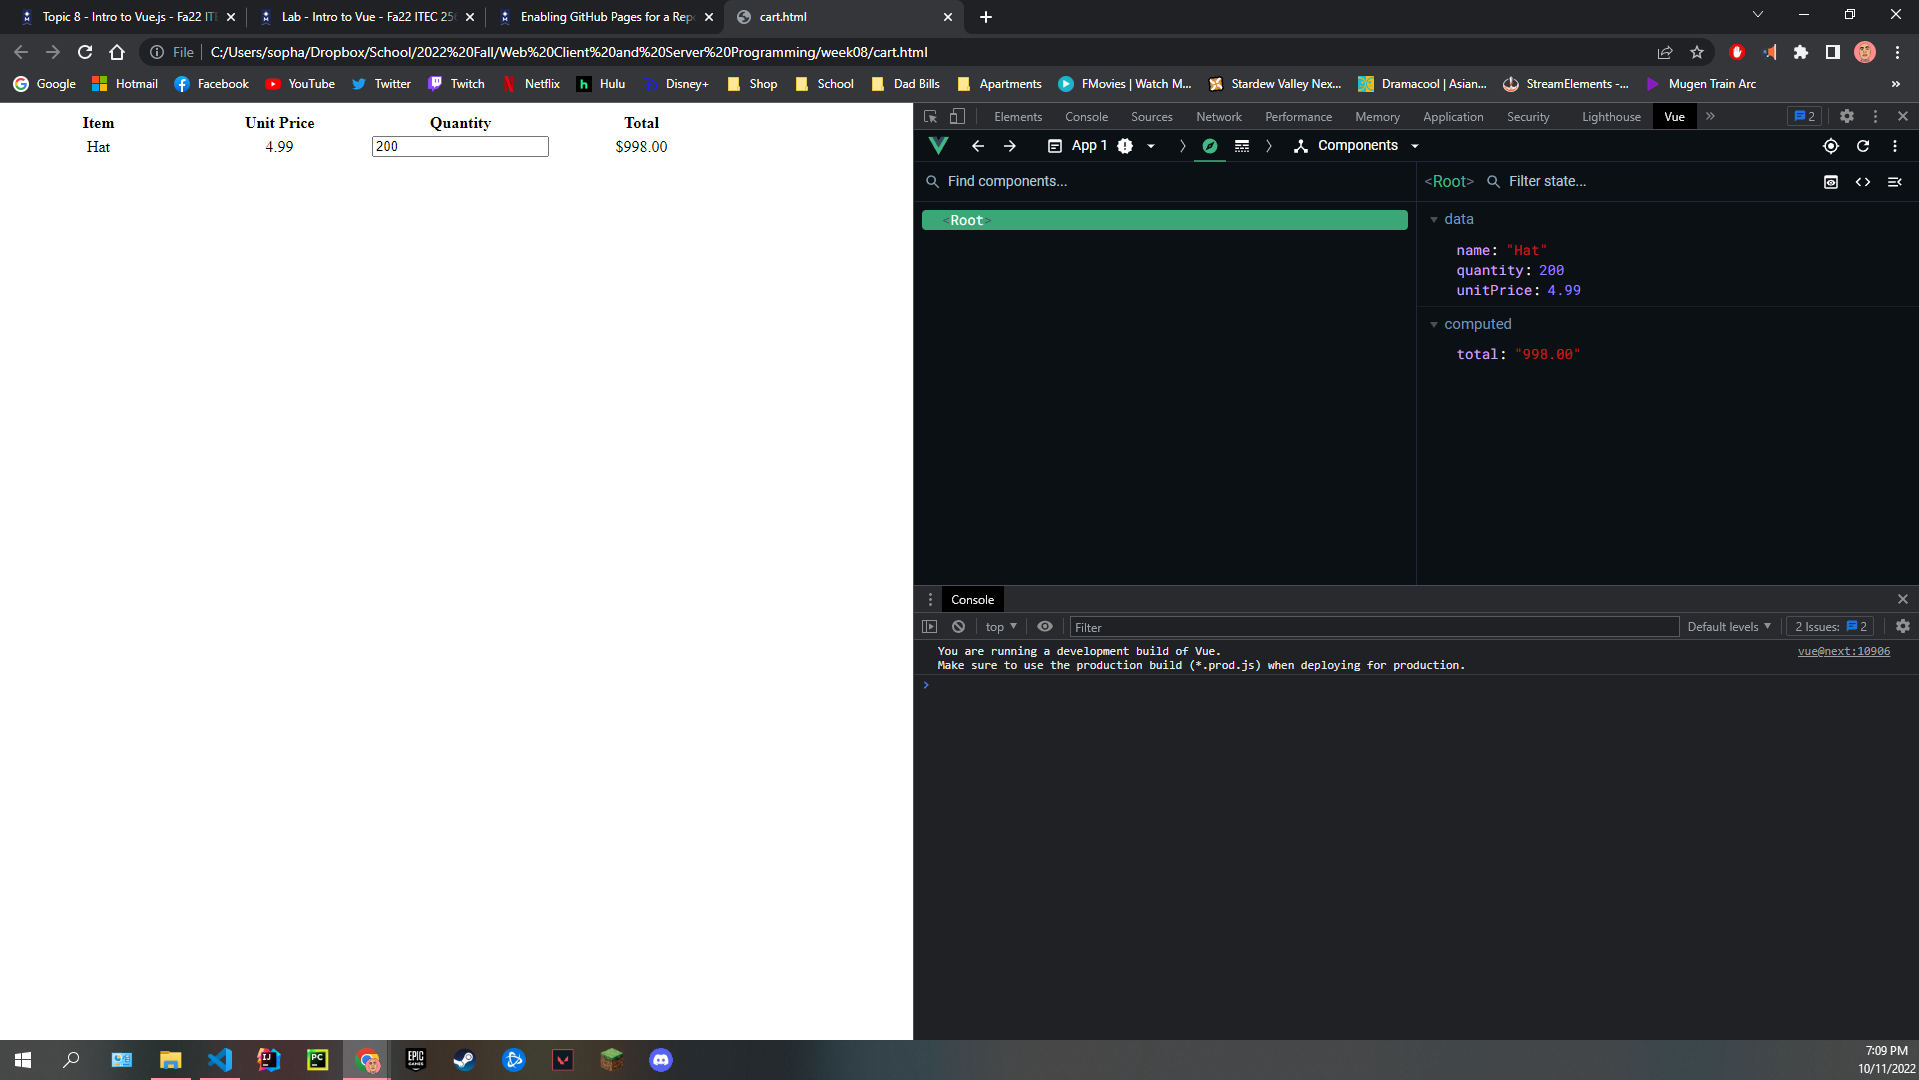 Topic 8 - Intro to Vue.js - Fa22 ITE
Lab - Intro to Vue - Fa22 ITEC 256
Enabling GitHub Pages for a Repo
cart.html
File
C:/Users/sopha/Dropbox/School/2022%20Fall/Web%20Client%20and%20Server%20Programming/week08/cart.html
Google Hotmail Facebook YouTube Twitter Twitch Netflix Hulu Disney+ Shop School Dad Bills Apartments FMovies | Watch M... Stardew Valley Nex... Dramacool | Asian... StreamElements -... Mugen Train Arc »
Item Unit Price Quantity Total
Hat 4.99 200 $998.00
Elements Console Sources Network Performance Memory Application Security Lighthouse Vue » 2
App 1 Components
Find components...
<Root>
<Root> Filter state...
data
name: "Hat"
quantity: 200
unitPrice: 4.99
computed
total: "998.00"
Console
top Filter Default levels 2 Issues: 2
You are running a development build of Vue. vue@next:10906
Make sure to use the production build (*.prod.js) when deploying for production.
IJ
PC
EPIC GAMES
7:09 PM
10/11/2022